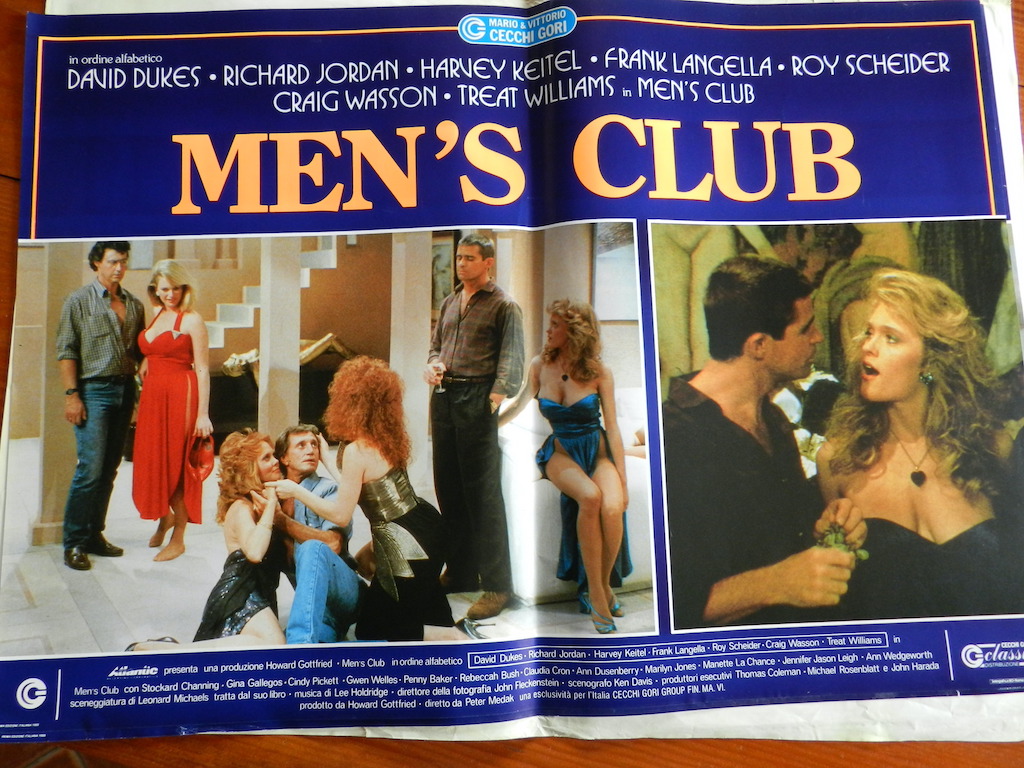 MARIO & VITTORIO
CECCHI GORI
in ordine alfabetico
DAVID DUKES • RICHARD JORDAN • HARVEY KEITEL • FRANK LANGELLA • ROY SCHEIDER
CRAIG WASSON • TREAT WILLIAMS in MEN'S CLUB
MEN'S CLUB
Atlantic presenta una produzione Howard Gottfried • Men's Club in ordine alfabetico David Dukes • Richard Jordan • Harvey Keitel • Frank Langella • Roy Scheider • Craig Wasson • Treat Williams in
Men's Club con Stockard Channing • Gina Gallegos • Cindy Pickett • Gwen Welles • Penny Baker • Rebeccah Bush • Claudia Cron • Ann Dusenberry • Marilyn Jones • Manette La Chance • Jennifer Jason Leigh • Ann Wedgeworth
sceneggiatura di Leonard Michaels tratta dal suo libro • musica di Lee Holdridge • direttore della fotografia John Fleckenstein • scenografo Ken Davis • produttori esecutivi Thomas Coleman • Michael Rosenblatt e John Harada
prodotto da Howard Gottfried • diretto da Peter Medak una esclusività per l'Italia CECCHI GORI GROUP FIN. MA. VI.
CECCHI
class